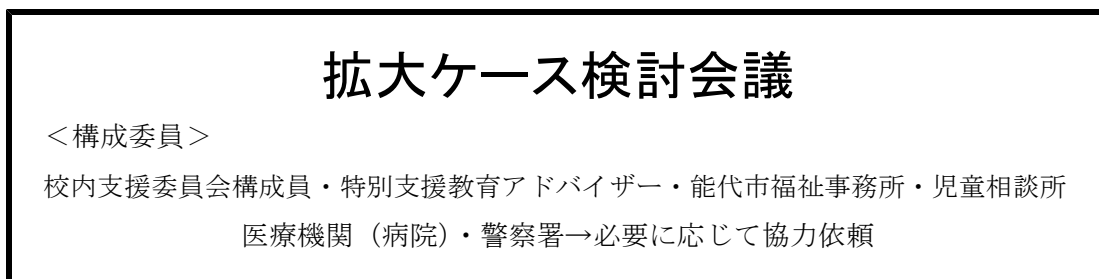 拡大ケース検討会議
＜構成委員＞
校内支援委員会構成員・特別支援教育アドバイザー・能代市福祉事務所・児童相談所
医療機関（病院）・警察署→必要に応じて協力依頼